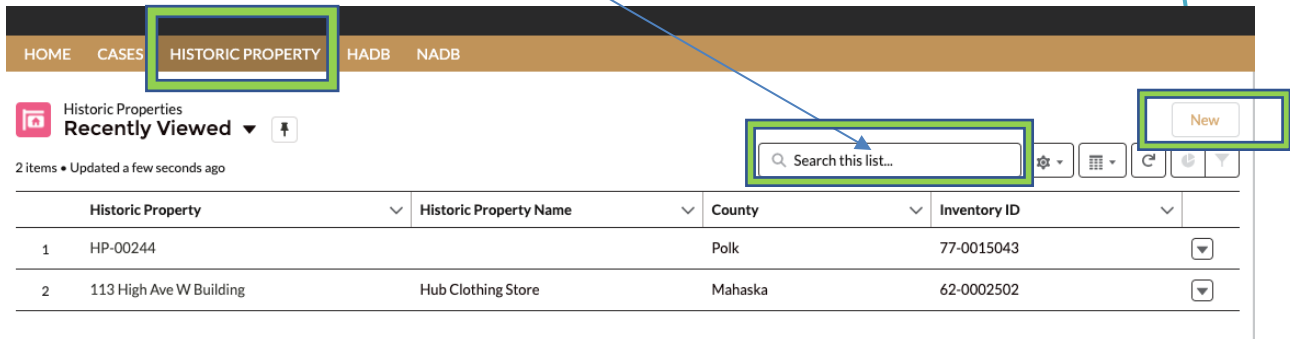 HOME CASES HISTORIC PROPERTY HADB NADB
Historic Properties
Recently Viewed
New
2 items • Updated a few seconds ago
Search this list...
Historic Property Historic Property Name County Inventory ID
1 HP-00244 Polk 77-0015043
2 113 High Ave W Building Hub Clothing Store Mahaska 62-0002502